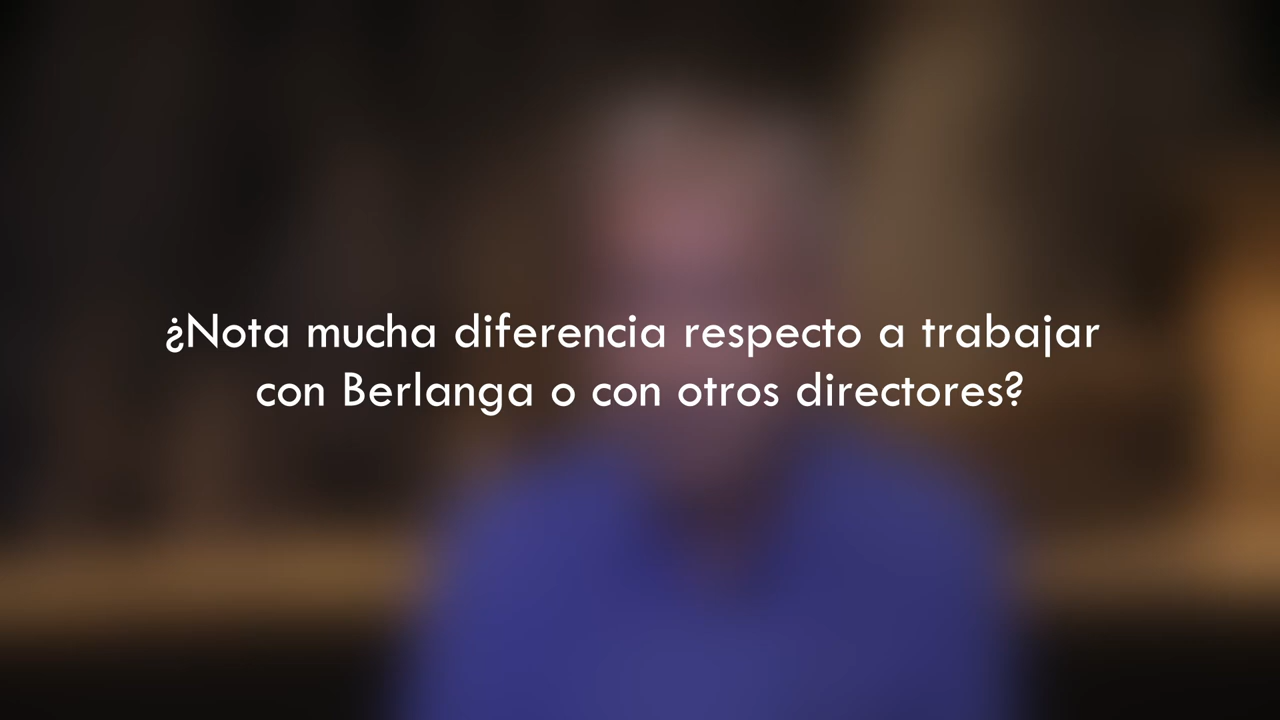 ¿Nota mucha diferencia respecto a trabajar
con Berlanga o con otros directores?